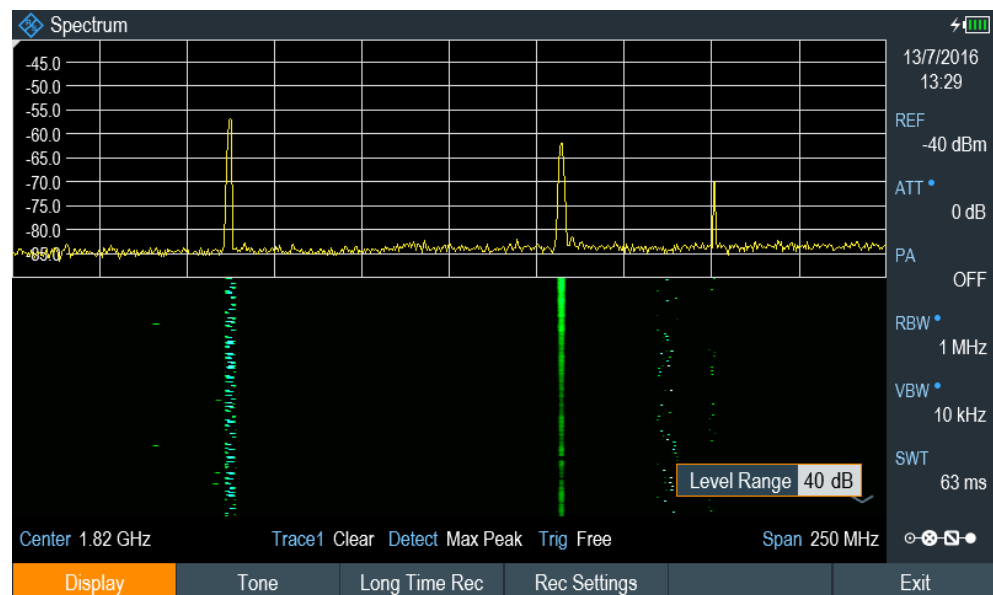 Spectrum
-45.0
-50.0
-55.0
-60.0
-65.0
-70.0
-75.0
-80.0
-85.0
13/7/2016
13:29
REF
-40 dBm
ATT
0 dB
PA
OFF
RBW
1 MHz
VBW
10 kHz
SWT
63 ms
Level Range 40 dB
Center 1.82 GHz Trace1 Clear Detect Max Peak Trig Free Span 250 MHz
Display Tone Long Time Rec Rec Settings Exit